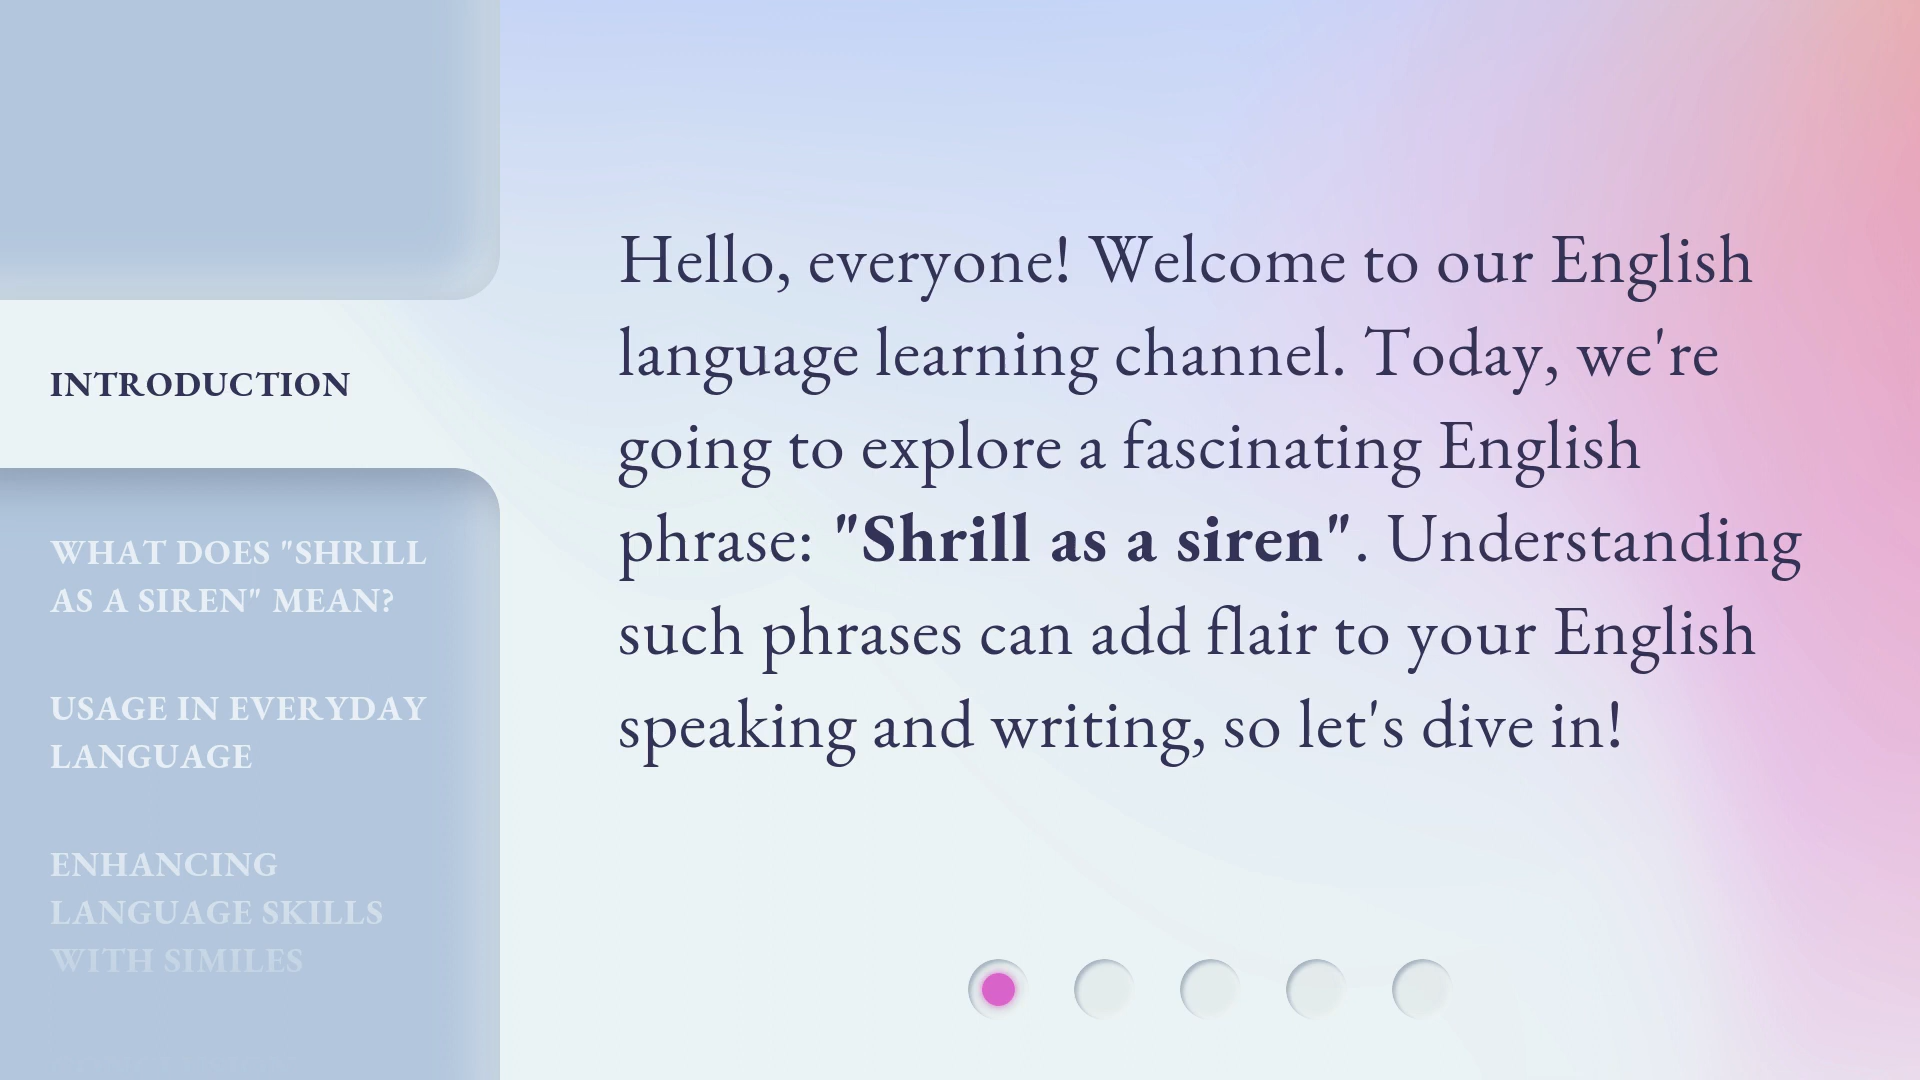 INTRODUCTION
WHAT DOES "SHRILL
AS A SIREN" MEAN?
USAGE IN EVERYDAY
LANGUAGE
ENHANCING
LANGUAGE SKILLS
WITH SIMILES
Hello, everyone! Welcome to our English
language learning channel. Today, we're
going to explore a fascinating English
phrase: "Shrill as a siren". Understanding
such phrases can add flair to your English
speaking and writing, so let's dive in!